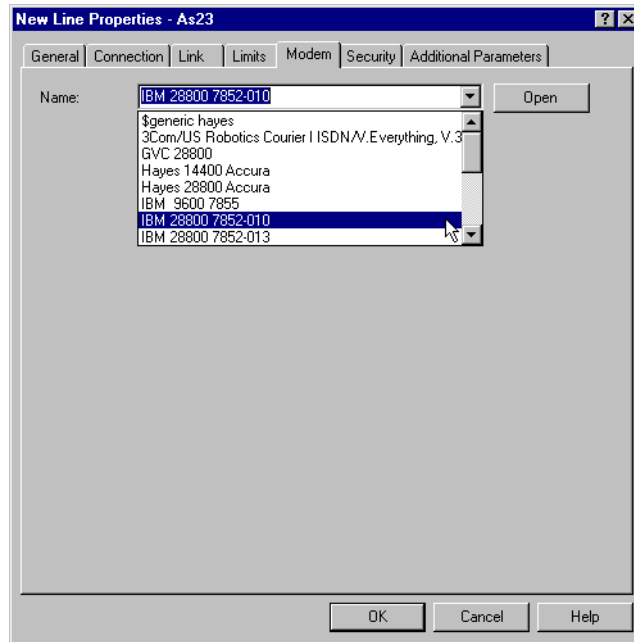 New Line Properties - As23
General Connection Link Limits Modem Security Additional Parameters
Name: IBM 28800 7852-010 Open
$generic hayes
3Com/US Robotics Courier I ISDN/V.Everything, V.3
GVC 28800
Hayes 14400 Accura
Hayes 28800 Accura
IBM 9600 7855
IBM 28800 7852-010
IBM 28800 7852-013
OK Cancel Help